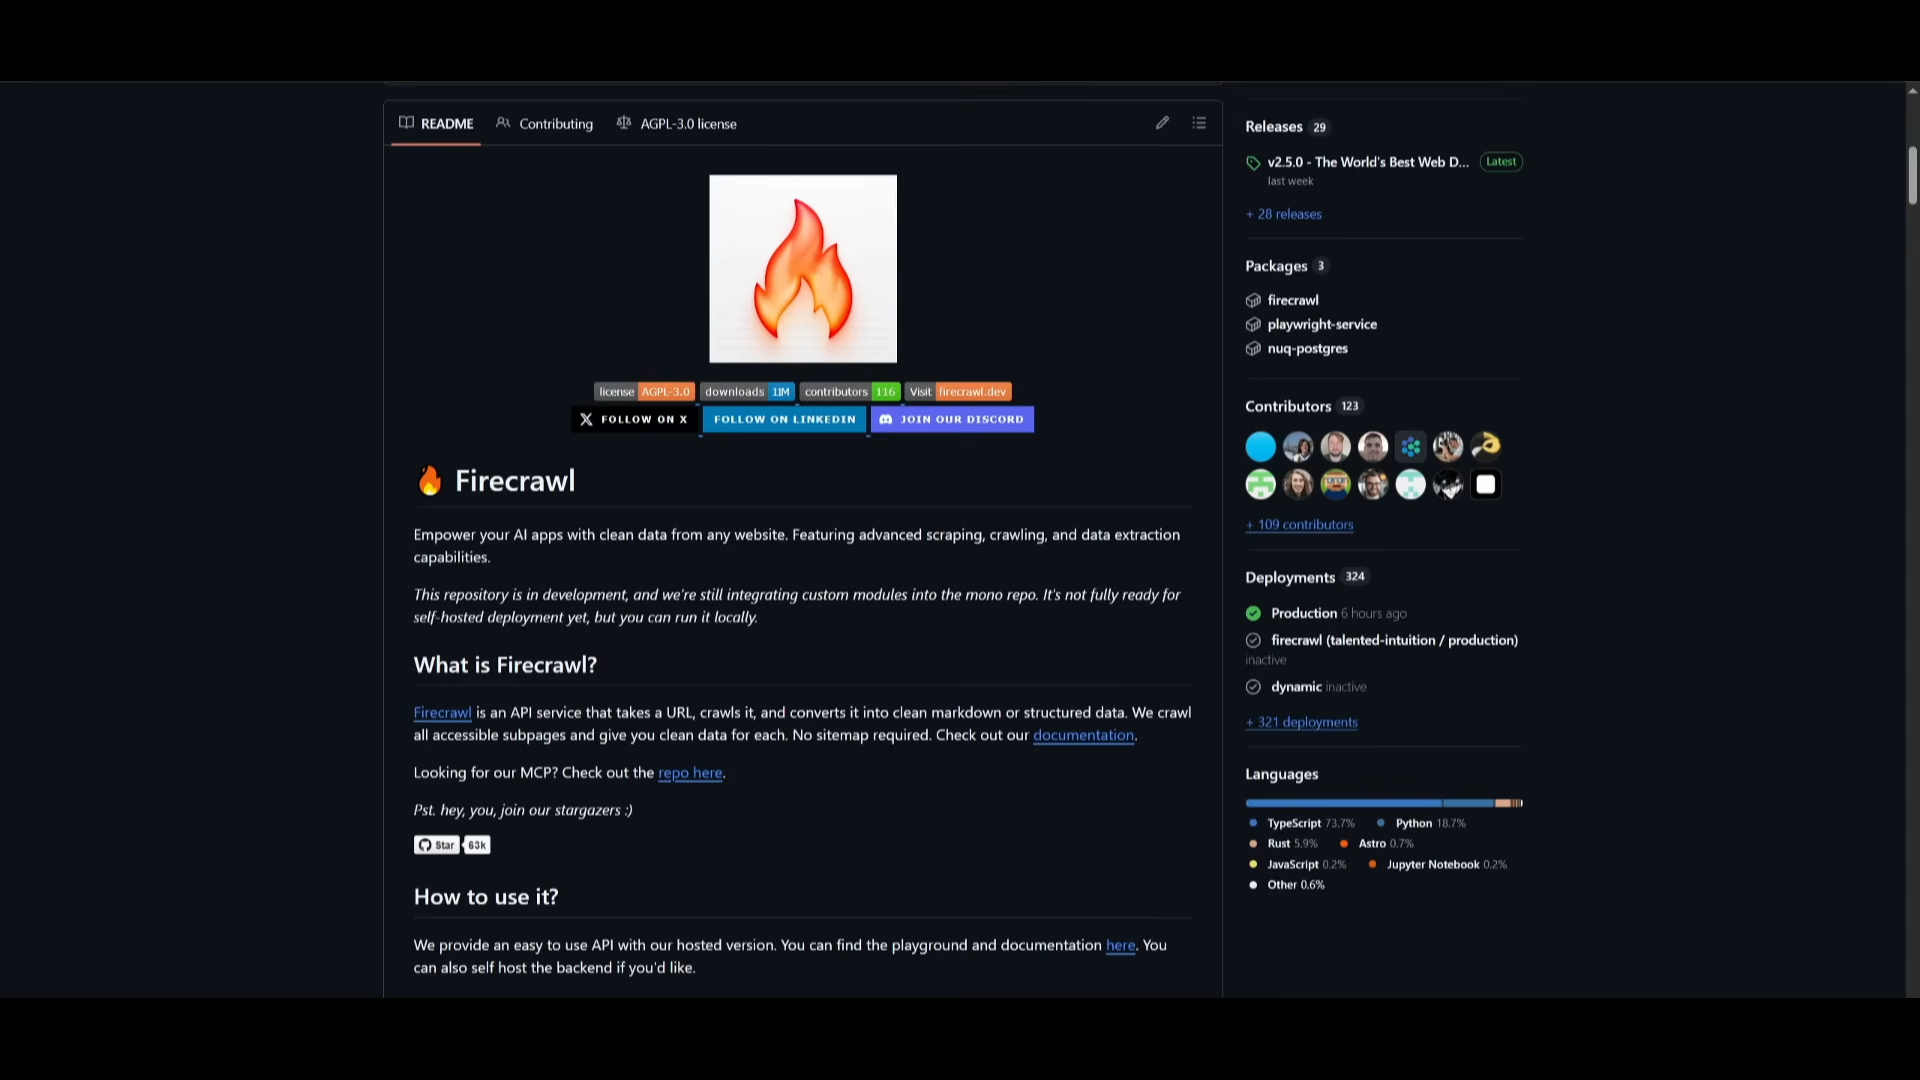 README
Contributing
AGPL-3.0 license
license AGPL-3.0
downloads 11M
contributors 116
Visit firecrawl.dev
FOLLOW ON X
FOLLOW ON LINKEDIN
JOIN OUR DISCORD
🔥 Firecrawl
Empower your AI apps with clean data from any website. Featuring advanced scraping, crawling, and data extraction
capabilities.
This repository is in development, and we're still integrating custom modules into the mono repo. It's not fully ready for
self-hosted deployment yet, but you can run it locally.
What is Firecrawl?
Firecrawl is an API service that takes a URL, crawls it, and converts it into clean markdown or structured data. We crawl
all accessible subpages and give you clean data for each. No sitemap required. Check out our documentation.
Looking for our MCP? Check out the repo here.
Pst. hey, you, join our stargazers :)
Star 63k
How to use it?
We provide an easy to use API with our hosted version. You can find the playground and documentation here. You
can also self host the backend if you'd like.
Releases 29
v2.5.0 - The World's Best Web D... Latest
last week
+ 28 releases
Packages 3
firecrawl
playwright-service
nuq-postgres
Contributors 123
+ 109 contributors
Deployments 324
Production 6 hours ago
firecrawl (talented-intuition / production)
inactive
dynamic inactive
+ 321 deployments
Languages
TypeScript 73.7% Python 18.7%
Rust 5.9% Astro 0.7%
JavaScript 0.2% Jupyter Notebook 0.2%
Other 0.6%